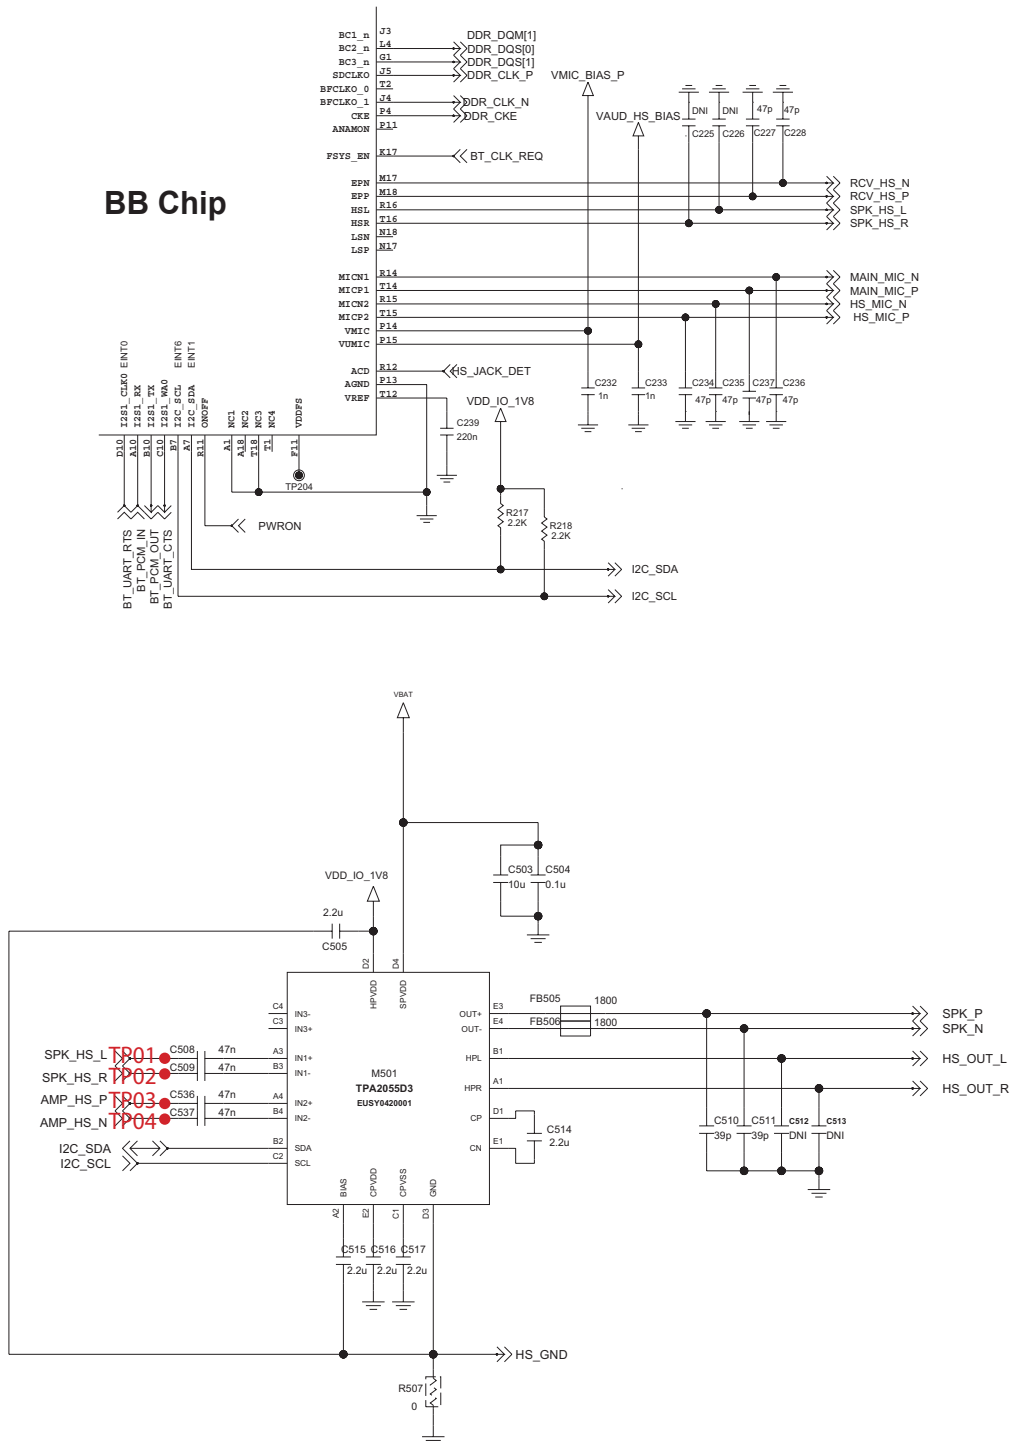 BC1_n J3 DDR_DQM[1]
BC2_n L4 DDR_DQS[0]
BC3_n G1 DDR_DQS[1]
SDCLKO J5 DDR_CLK_P
BFCLKO_0 T2
BFCLKO_1 J4 DDR_CLK_N
CKE P4 DDR_CKE
ANAMON P11
FSYS_EN K17 BT_CLK_REQ
VMIC_BIAS_P
VAUD_HS_BIAS
DNI DNI 47p 47p
C225 C226 C227 C228
BB Chip
EPN M17 RCV_HS_N
EPP M18 RCV_HS_P
HSL R16 SPK_HS_L
HSR T16 SPK_HS_R
LSN N18
LSP N17
MICN1 R14 MAIN_MIC_N
MICP1 T14 MAIN_MIC_P
MICN2 R15 HS_MIC_N
MICP2 T15 HS_MIC_P
VMIC P14
VUMIC P15
ACD R12 HS_JACK_DET
AGND P13
VREF T12
C232 1n
C233 1n
C234 47p
C235 47p
C237 47p
C236 47p
C239 220n
VDD_IO_1V8
I2S1_CLK0 EINT0
I2S1_RX
I2S1_TX
I2S1_WA0
I2C_SCL EINT6
I2C_SDA EINT1
ONOFF
NC1
NC2
NC3
NC4
VDDFS
D10 A10 B10 C10 B7 A7 R11 A1 A18 T18 T1 F11
TP204
PWRON
R217 2.2K
R218 2.2K
BT_UART_RTS
BT_PCM_IN
BT_PCM_OUT
BT_UART_CTS
I2C_SDA
I2C_SCL
VBAT
C503 10u
C504 0.1u
VDD_IO_1V8
2.2u
C505
D2 D4
HPVDD SPVDD
C4 IN3-
C3 IN3+
SPK_HS_L TP01 C508 47n A3 IN1+
SPK_HS_R TP02 C509 47n B3 IN1-
AMP_HS_P TP03 C536 47n A4 IN2+
AMP_HS_N TP04 C537 47n B4 IN2-
I2C_SDA B2 SDA
I2C_SCL C2 SCL
M501
TPA2055D3
EUSY0420001
OUT+ E3 FB505 1800 SPK_P
OUT- E4 FB506 1800 SPK_N
HPL B1 HS_OUT_L
HPR A1 HS_OUT_R
CP D1
CN E1
C514
2.2u
C510 39p
C511 39p
C512 DNI
C513 DNI
BIAS CPVDD CPVSS GND
A2 E2 C1 D3
C515 2.2u
C516 2.2u
C517 2.2u
HS_GND
R507
0